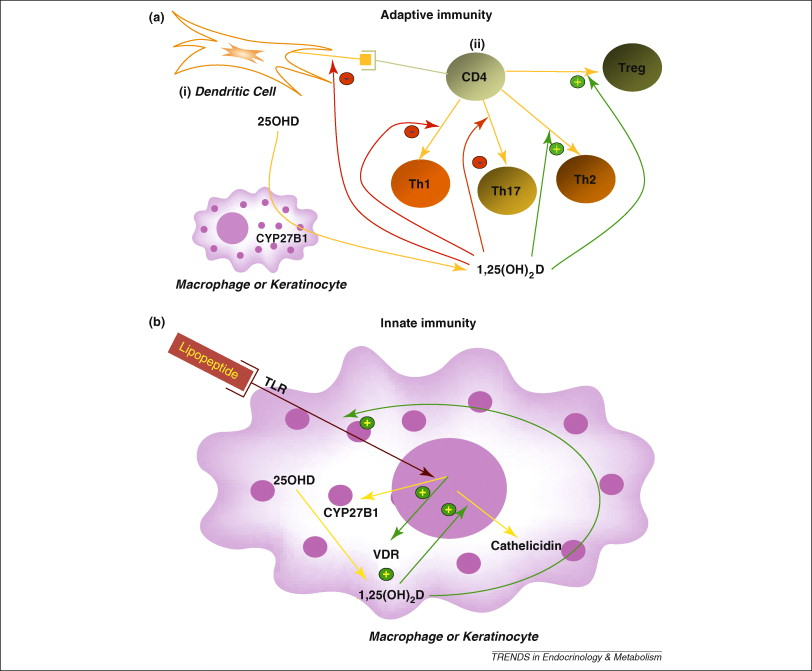 (a)
Adaptive immunity
(i) Dendritic Cell
(ii)
CD4
Treg
-
+
25OHD
-
-
+
Th1
Th17
Th2
CYP27B1
1,25(OH)2D
Macrophage or Keratinocyte
(b)
Innate immunity
Lipopeptide
TLR
+
25OHD
CYP27B1
+
+
VDR
Cathelicidin
+
1,25(OH)2D
Macrophage or Keratinocyte
TRENDS in Endocrinology & Metabolism